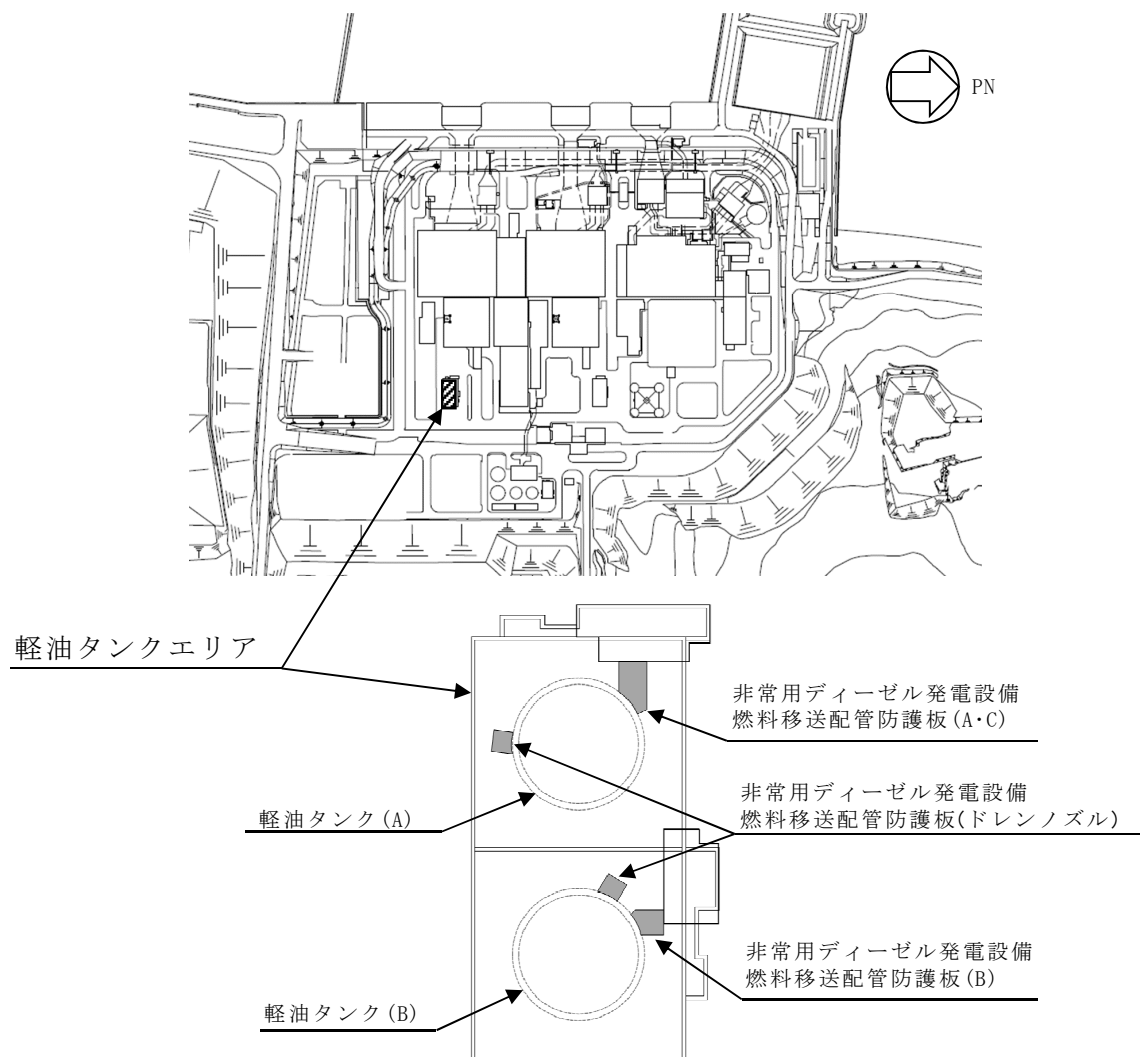 PN
軽油タンクエリア
非常用ディーゼル発電設備
燃料移送配管防護板(A・C)
非常用ディーゼル発電設備
燃料移送配管防護板(ドレンノズル)
軽油タンク(A)
非常用ディーゼル発電設備
燃料移送配管防護板(B)
軽油タンク(B)